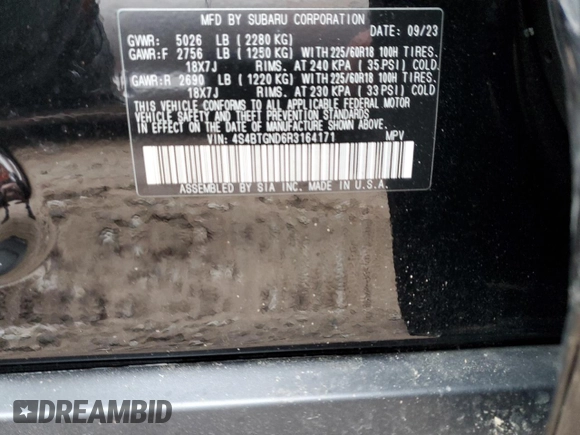 MFD BY SUBARU CORPORATION DATE: 09/23
GVWR: 5026 LB (2280 KG)
GAWR:F 2756 LB (1250 KG) WITH 225/60R18 100H TIRES.
18X7J RIMS. AT 240 KPA ( 35 PSI) COLD.
GAWR:R 2690 LB (1220 KG) WITH 225/60R18 100H TIRES.
18X7J RIMS. AT 230 KPA ( 33 PSI) COLD
THIS VEHICLE CONFORMS TO ALL APPLICABLE FEDERAL MOTOR
VEHICLE SAFETY AND THEFT PREVENTION STANDARDS IN
EFFECT ON THE DATE OF MANUFACTURE SHOWN ABOVE.
VIN: 4S4BTGND6R3164171 MPV
ASSEMBLED BY SIA INC. MADE IN U.S.A.
DREAMBID